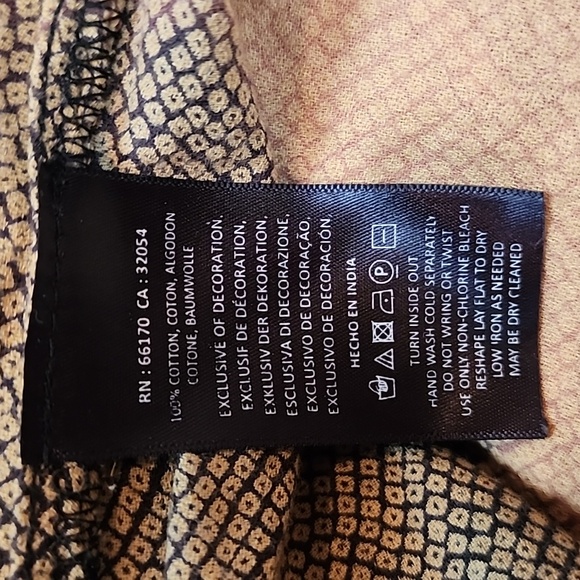 RN : 66170 CA : 32054
100% COTTON, COTON, ALGODON
COTONE, BAUMWOLLE
EXCLUSIVE OF DECORATION.
EXCLUSIF DE DÉCORATION,
EXKLUSIV DER DEKORATION,
ESCLUSIVA DI DECORAZIONE,
EXCLUSIVO DE DECORAÇÃO,
EXCLUSIVO DE DECORACIÓN.
HECHO EN INDIA
P
TURN INSIDE OUT
HAND WASH COLD SEPARATELY
DO NOT WRING OR TWIST
USE ONLY NON-CHLORINE BLEACH
RESHAPE LAY FLAT TO DRY
LOW IRON AS NEEDED
MAY BE DRY CLEANED